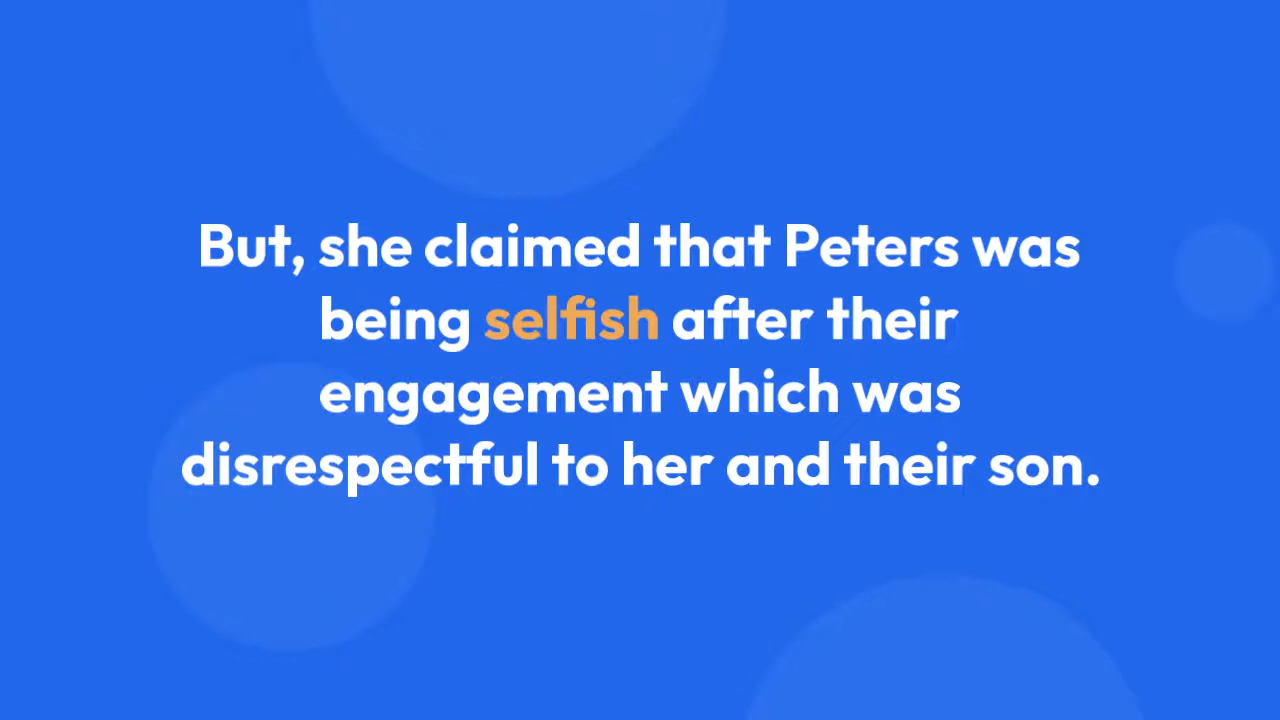 But, she claimed that Peters was
being selfish after their
engagement which was
disrespectful to her and their son.